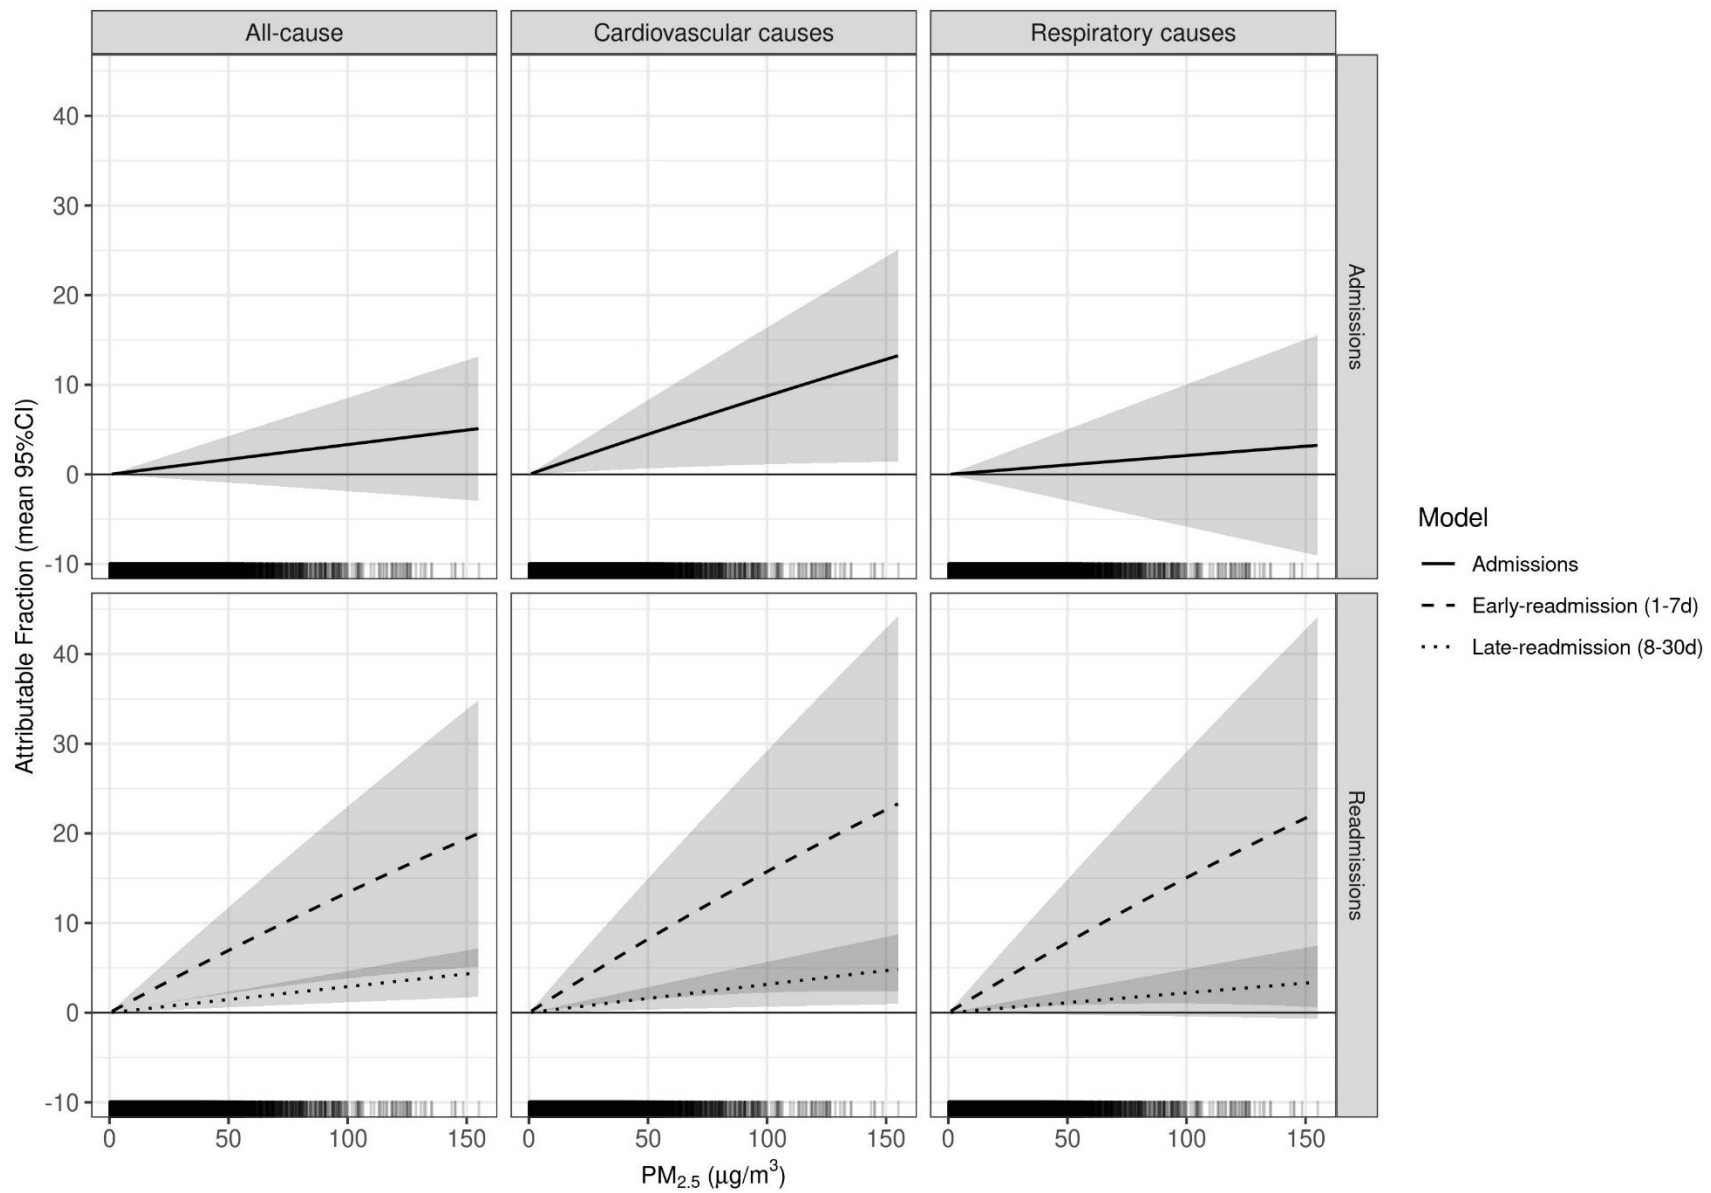 All-cause
Cardiovascular causes
Respiratory causes
Attributable Fraction (mean 95%CI)
40
30
20
10
0
-10
Admissions
40
30
20
10
0
-10
Readmissions
0 50 100 150
0 50 100 150
0 50 100 150
PM2.5 (μg/m3)
Model
Admissions
Early-readmission (1-7d)
Late-readmission (8-30d)